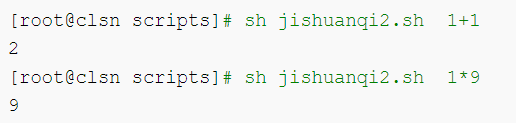 [root@clsn scripts]# sh jishuanqi2.sh  1+1
2
[root@clsn scripts]# sh jishuanqi2.sh  1*9
9